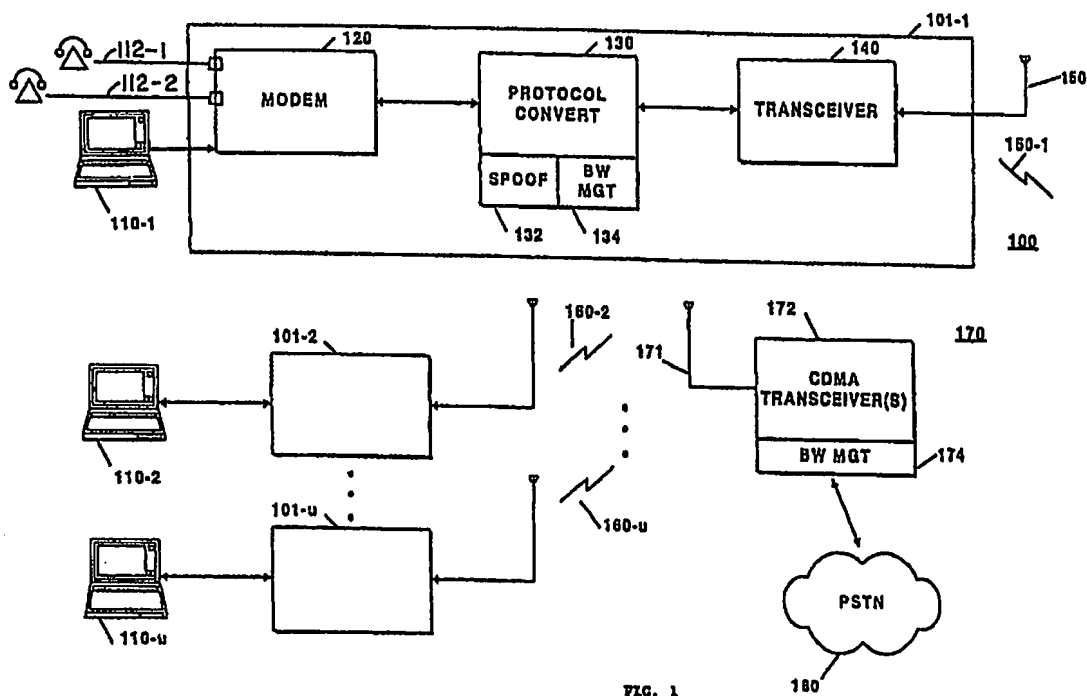 101-1
112-1
120
130
140
112-2
150
MODEM
PROTOCOL
CONVERT
TRANSCEIVER
160-1
SPOOF
BW
MGT
110-1
132
134
100
160-2
172
170
101-2
171
CDMA
TRANSCEIVER(S)
BW MGT
174
110-2
101-u
160-u
PSTN
110-u
180
FIG. 1